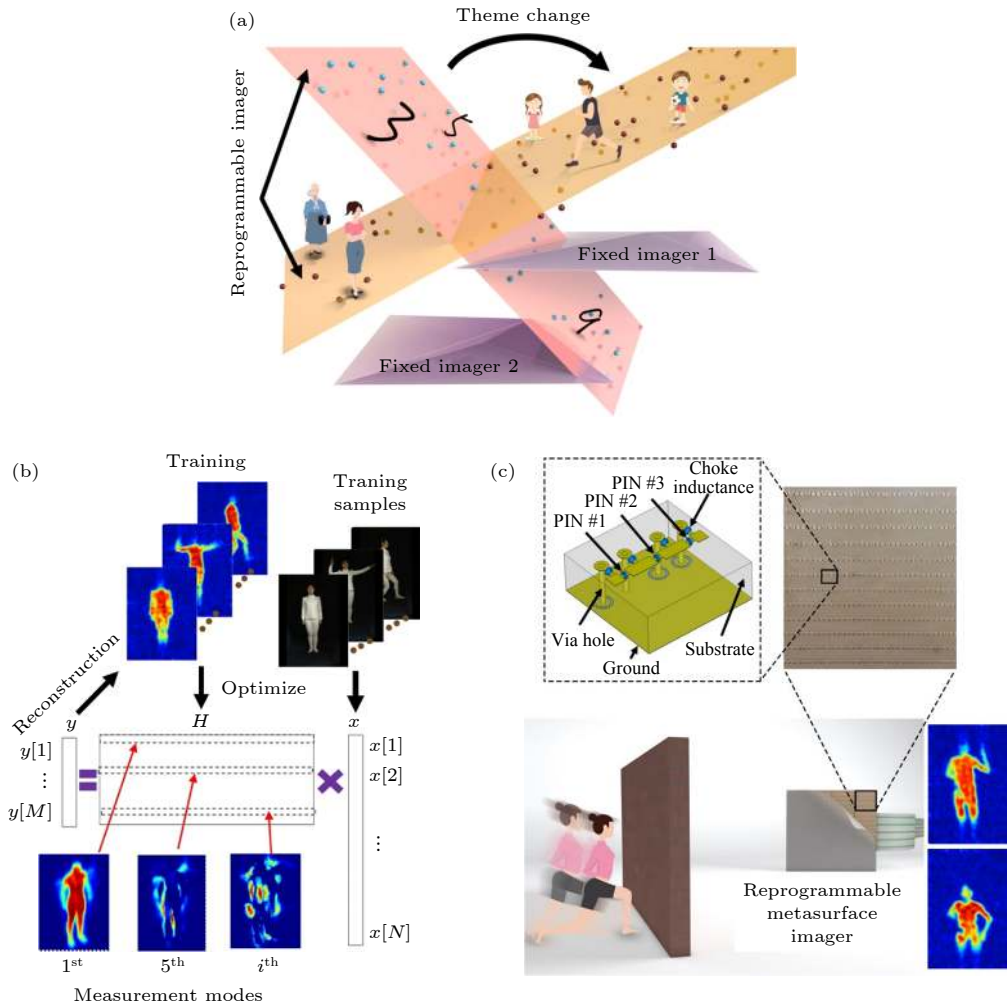 (a)
Theme change
Reprogrammable imager
Fixed imager 1
Fixed imager 2
(b)
Training
Traning
samples
Reconstruction
Optimize
y
H
x
y[1]
⋮
y[M]
x[1]
x[2]
⋮
x[N]
1st
5th
ith
Measurement modes
(c)
Choke
inductance
PIN #3
PIN #2
PIN #1
Via hole
Ground
Substrate
Reprogrammable
metasurface
imager